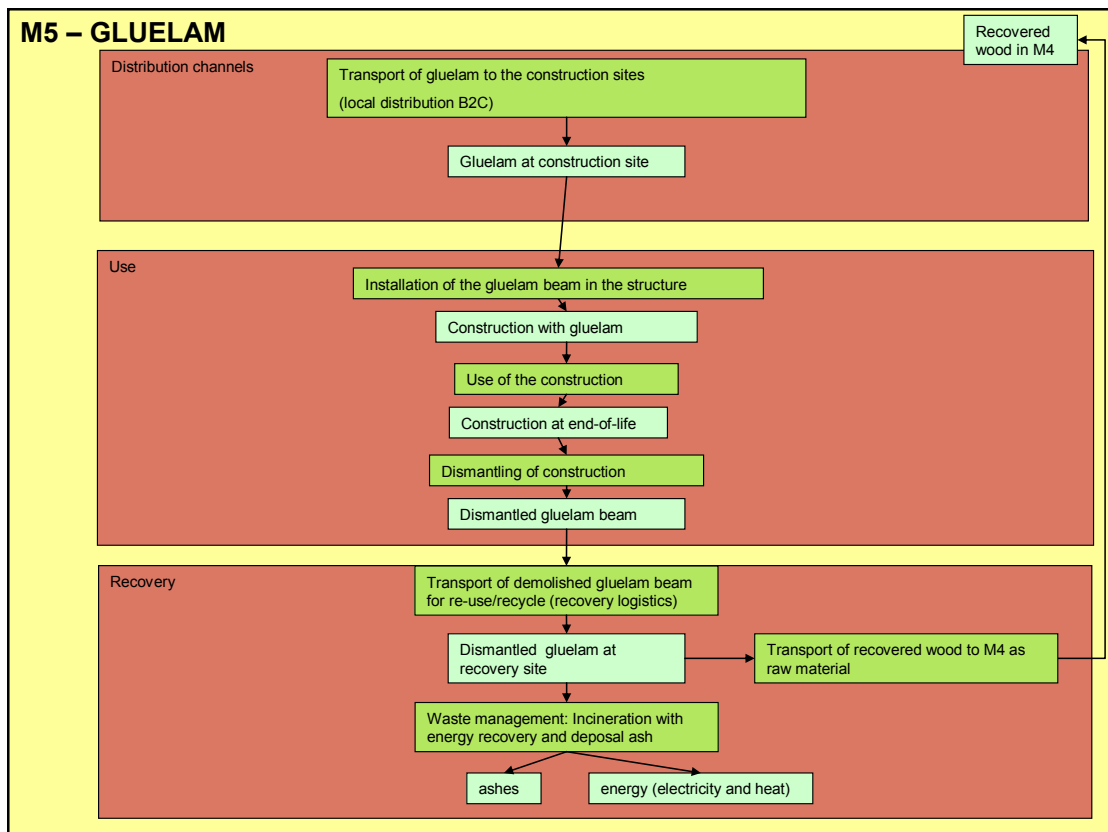 M5 – GLUELAM
Recovered
wood in M4
Distribution channels
Transport of gluelam to the construction sites
(local distribution B2C)
Gluelam at construction site
Use
Installation of the gluelam beam in the structure
Construction with gluelam
Use of the construction
Construction at end-of-life
Dismantling of construction
Dismantled gluelam beam
Recovery
Transport of demolished gluelam beam
for re-use/recycle (recovery logistics)
Dismantled gluelam at
recovery site
Transport of recovered wood to M4 as
raw material
Waste management: Incineration with
energy recovery and deposal ash
ashes
energy (electricity and heat)